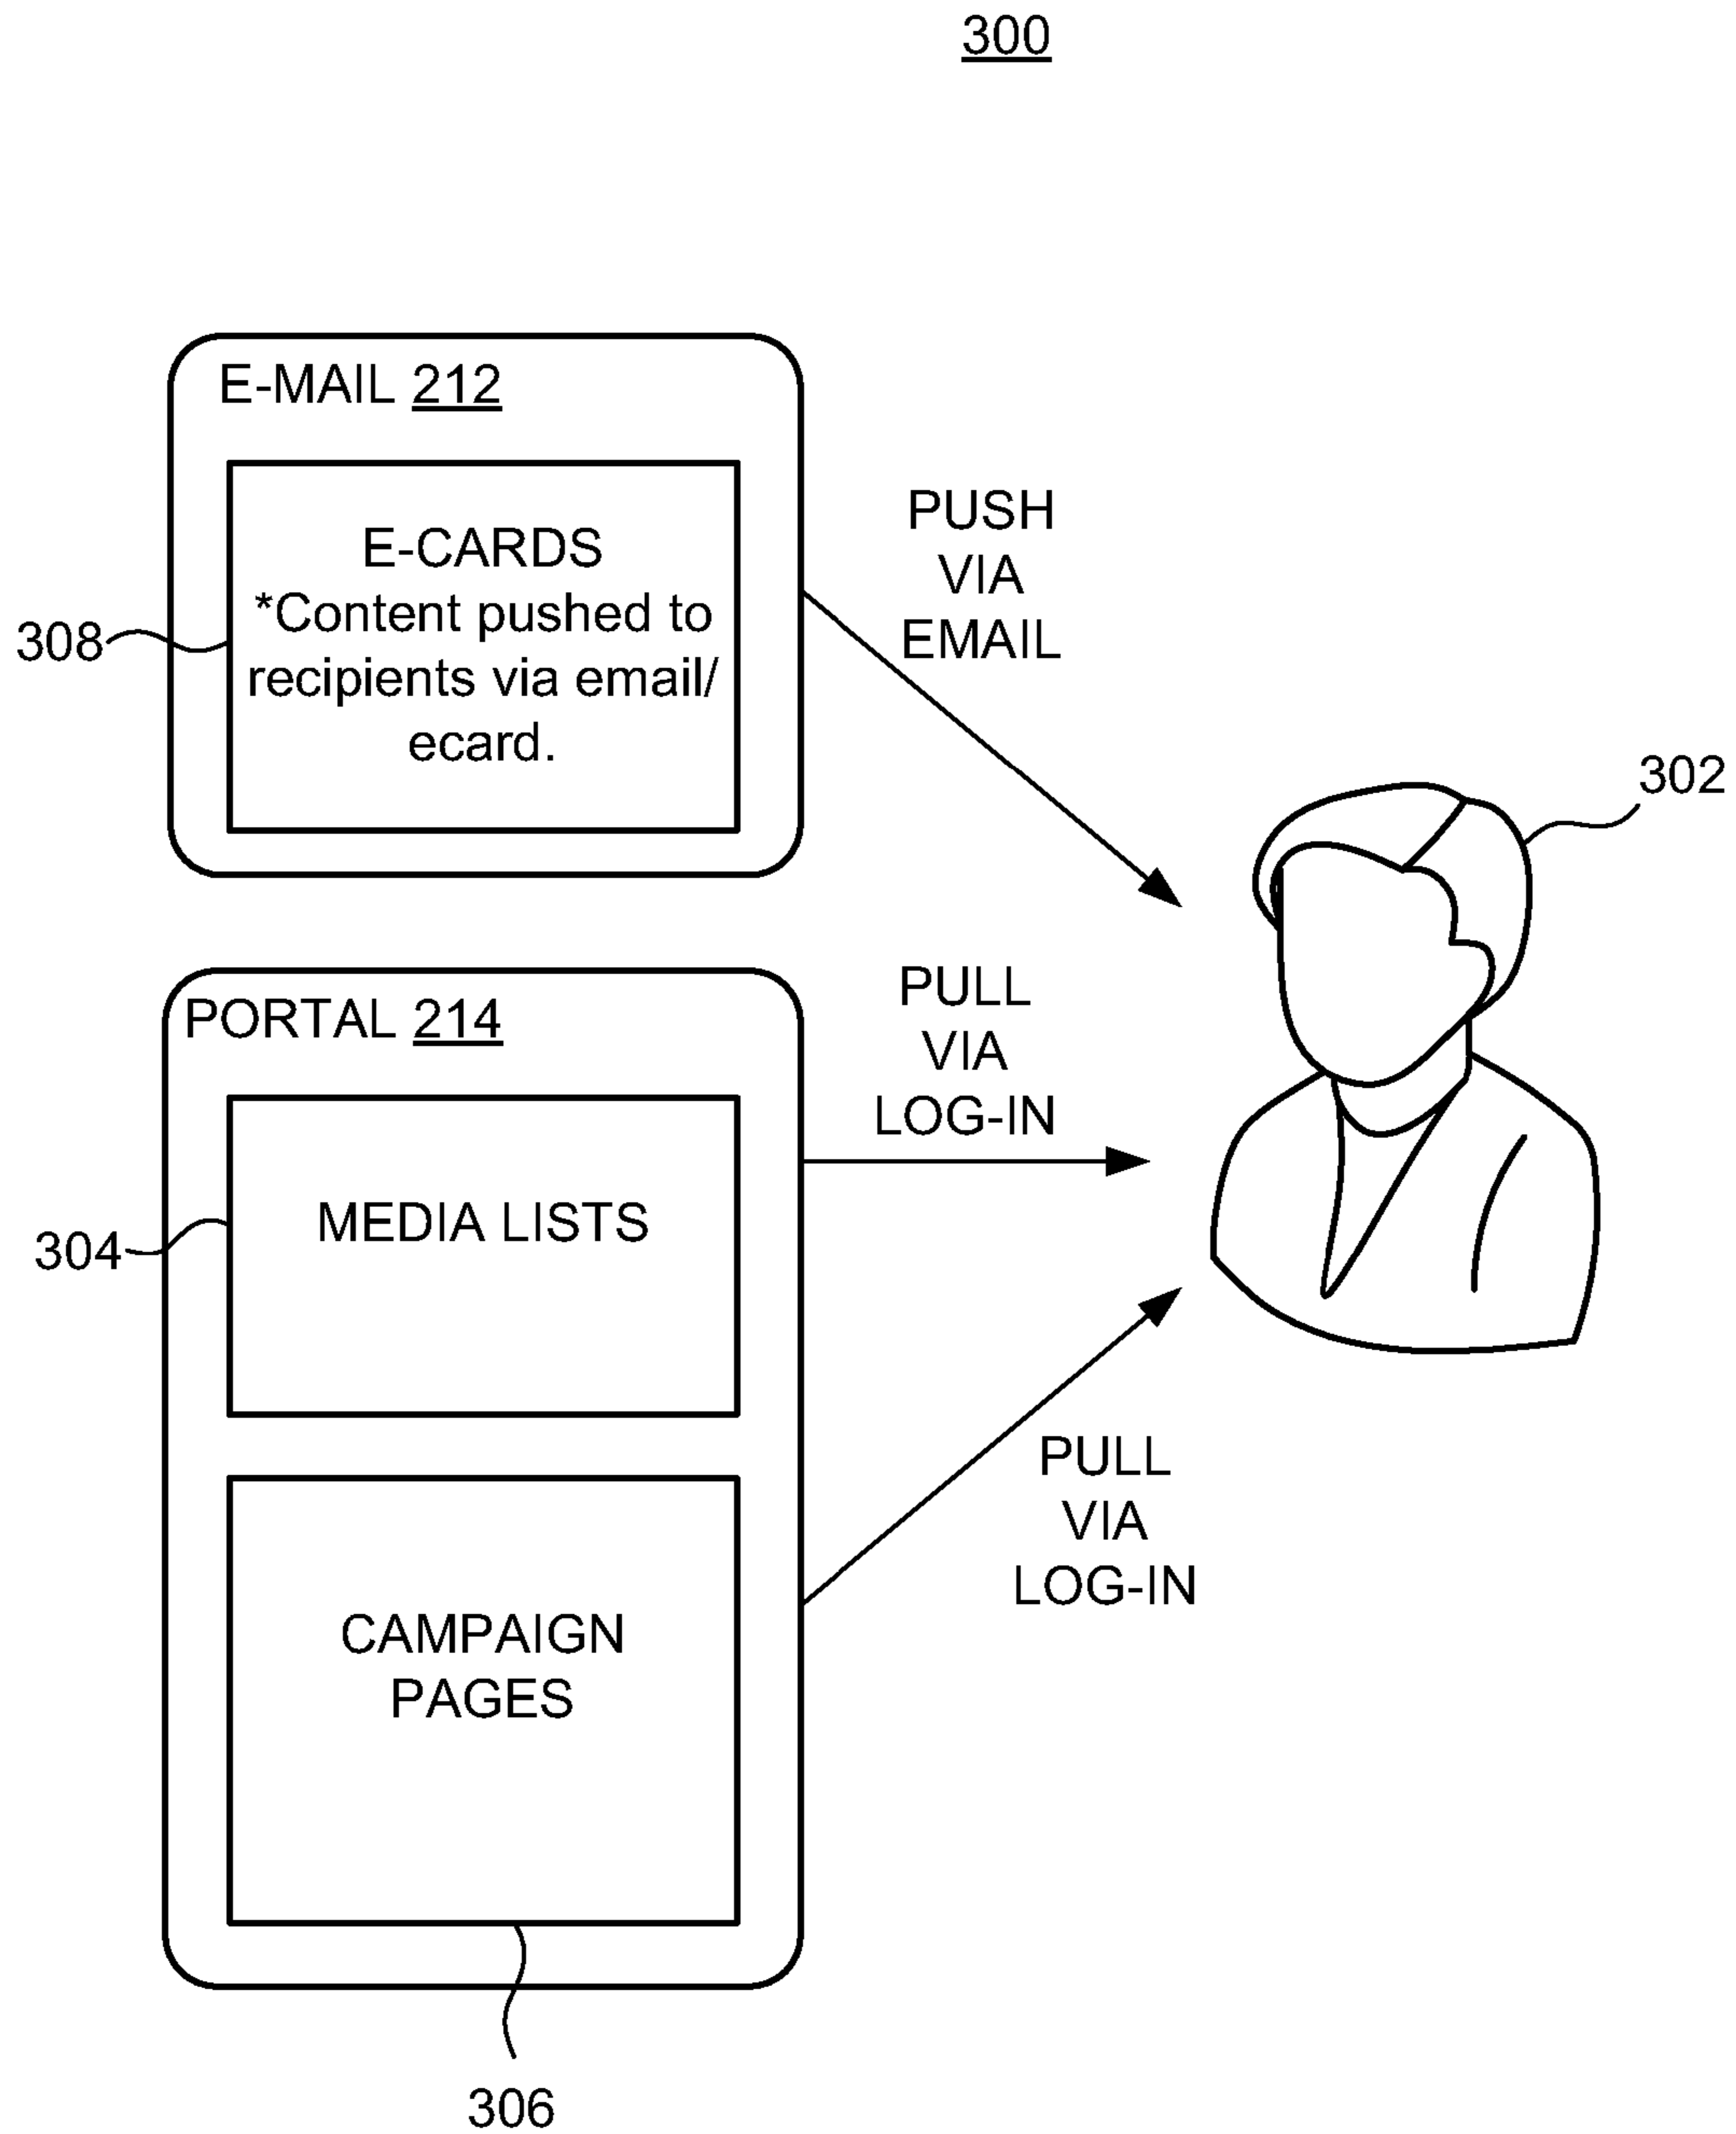 300
E-MAIL 212
E-CARDS
*Content pushed to
recipients via email/
ecard.
308
PUSH
VIA
EMAIL
302
PORTAL 214
MEDIA LISTS
304
PULL
VIA
LOG-IN
CAMPAIGN
PAGES
PULL
VIA
LOG-IN
306